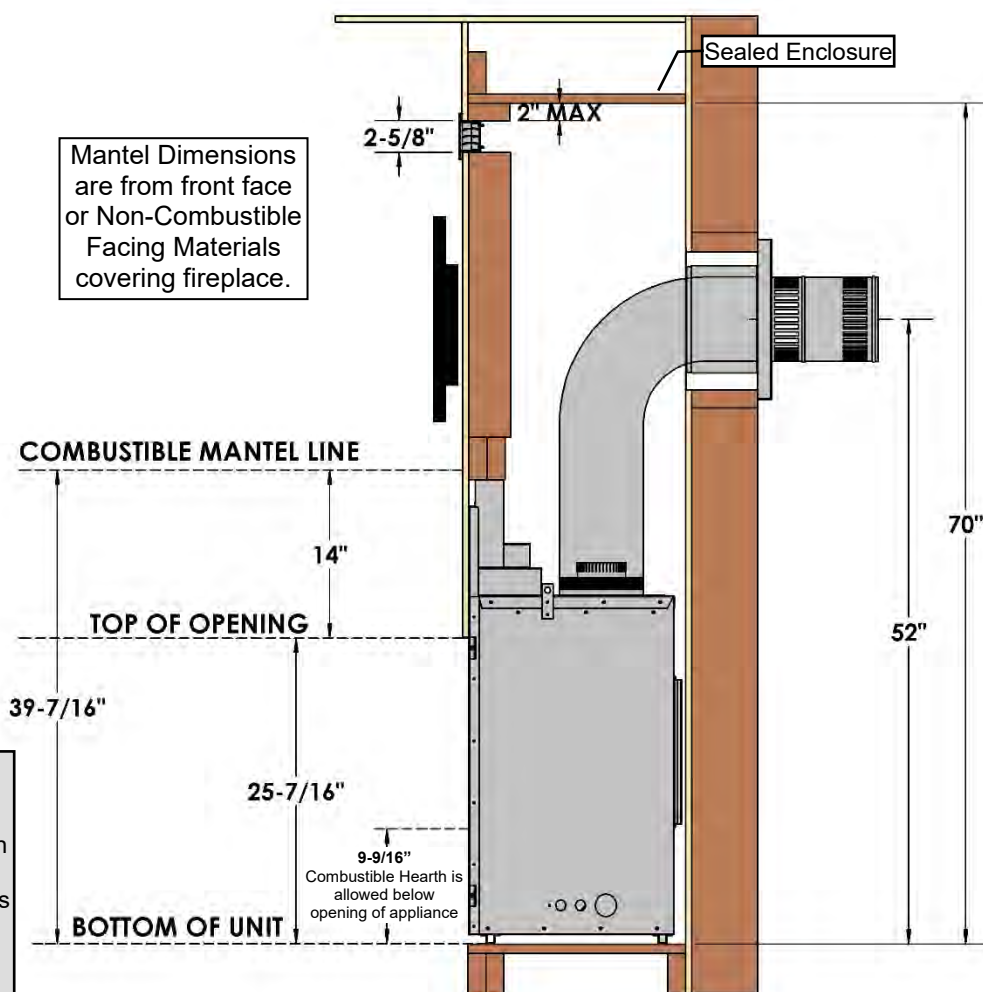 Sealed Enclosure
2" MAX
2-5/8"
Mantel Dimensions
are from front face
or Non-Combustible
Facing Materials
covering fireplace.
COMBUSTIBLE MANTEL LINE
70"
14"
TOP OF OPENING
52"
39-7/16"
25-7/16"
9-9/16”
Combustible Hearth is
allowed below
opening of appliance
BOTTOM OF UNIT